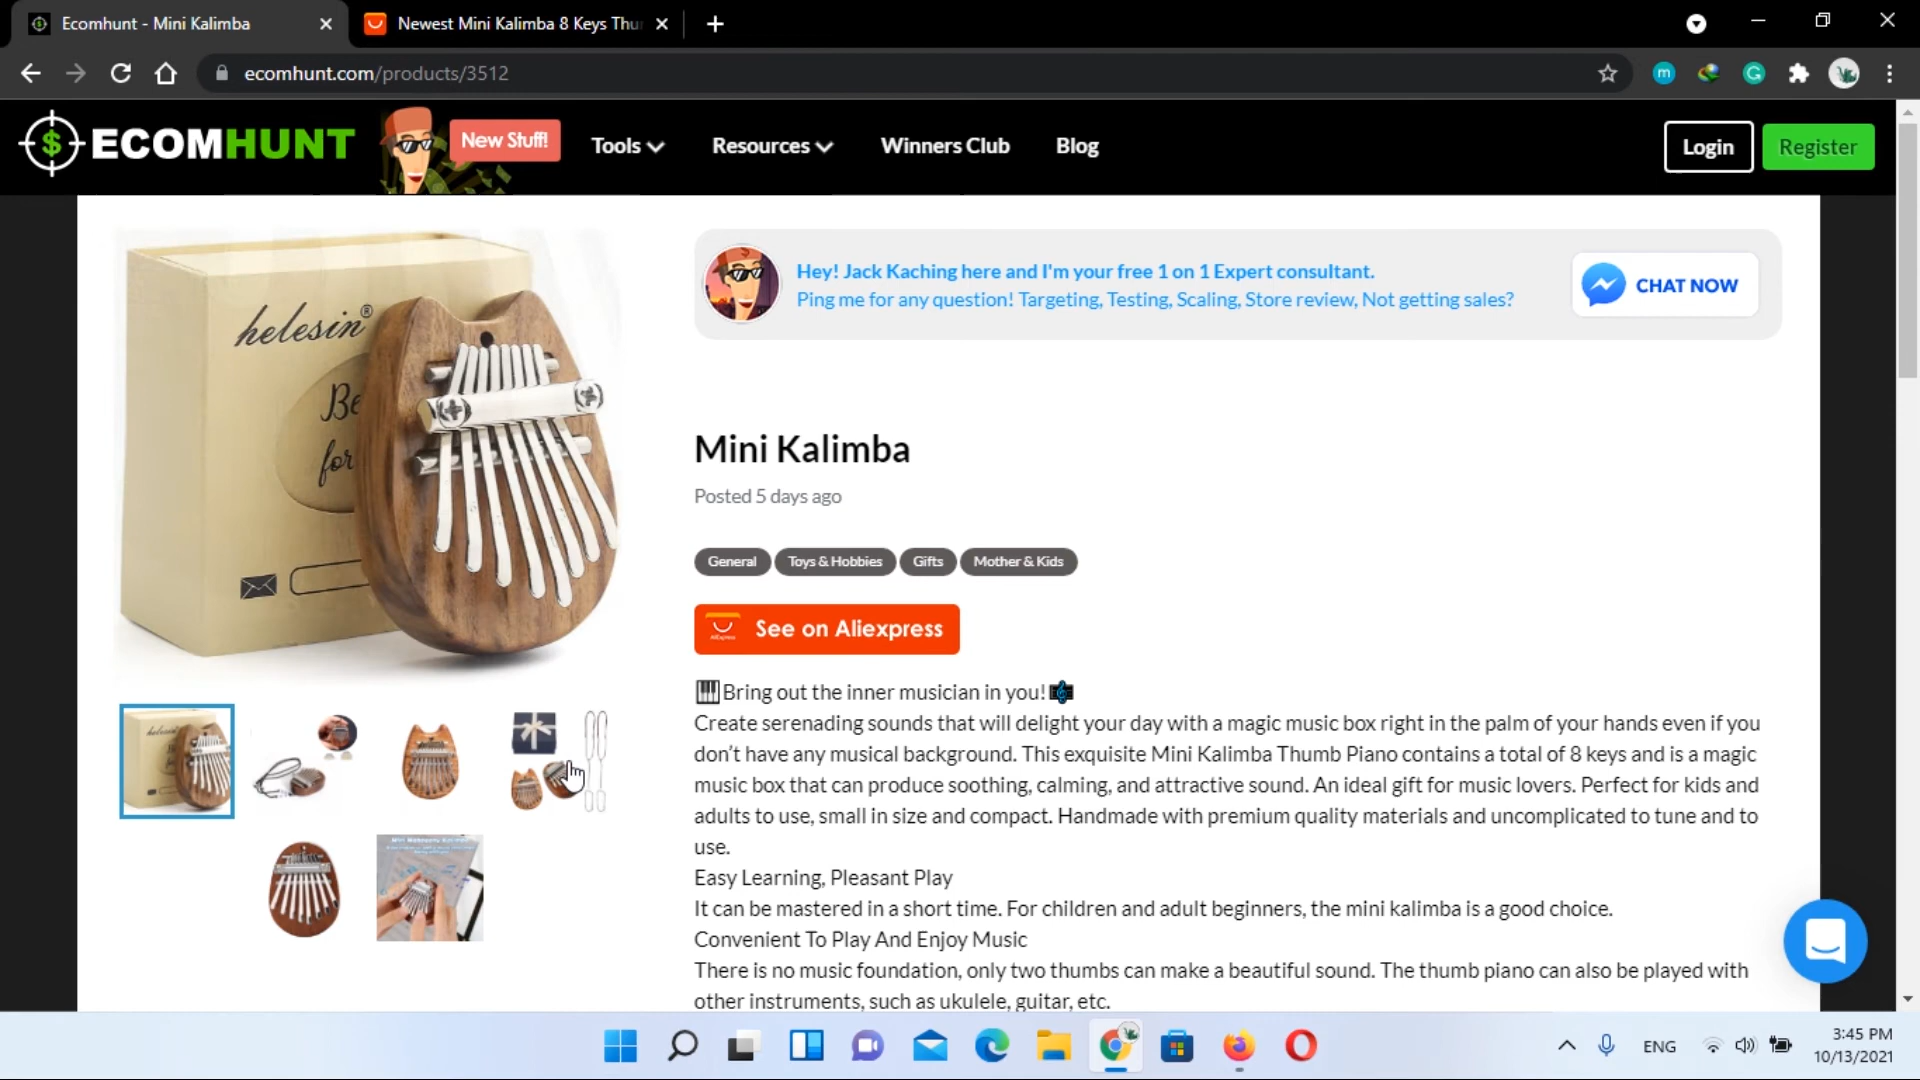 Ecomhunt - Mini Kalimba
Newest Mini Kalimba 8 Keys Thu
ecomhunt.com/products/3512
ECOMHUNT
New Stuff!
Tools
Resources
Winners Club
Blog
Login
Register
helesin®
Be
for
Hey! Jack Kaching here and I'm your free 1 on 1 Expert consultant.
Ping me for any question! Targeting, Testing, Scaling, Store review, Not getting sales?
CHAT NOW
Mini Kalimba
Posted 5 days ago
General
Toys & Hobbies
Gifts
Mother & Kids
See on Aliexpress
Bring out the inner musician in you!
Create serenading sounds that will delight your day with a magic music box right in the palm of your hands even if you
don't have any musical background. This exquisite Mini Kalimba Thumb Piano contains a total of 8 keys and is a magic
music box that can produce soothing, calming, and attractive sound. An ideal gift for music lovers. Perfect for kids and
adults to use, small in size and compact. Handmade with premium quality materials and uncomplicated to tune and to
use.
Easy Learning, Pleasant Play
It can be mastered in a short time. For children and adult beginners, the mini kalimba is a good choice.
Convenient To Play And Enjoy Music
There is no music foundation, only two thumbs can make a beautiful sound. The thumb piano can also be played with
other instruments, such as ukulele, guitar, etc.
ENG
3:45 PM
10/13/2021